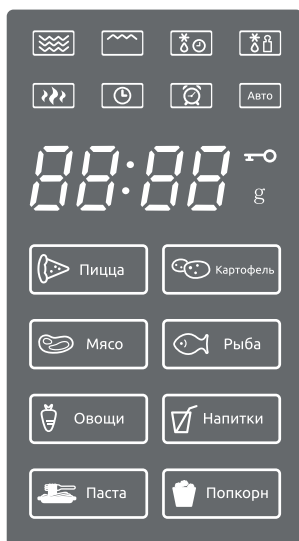 Авто
88:88
g
Пицца
Картофель
Мясо
Рыба
Овощи
Напитки
Паста
Попкорн